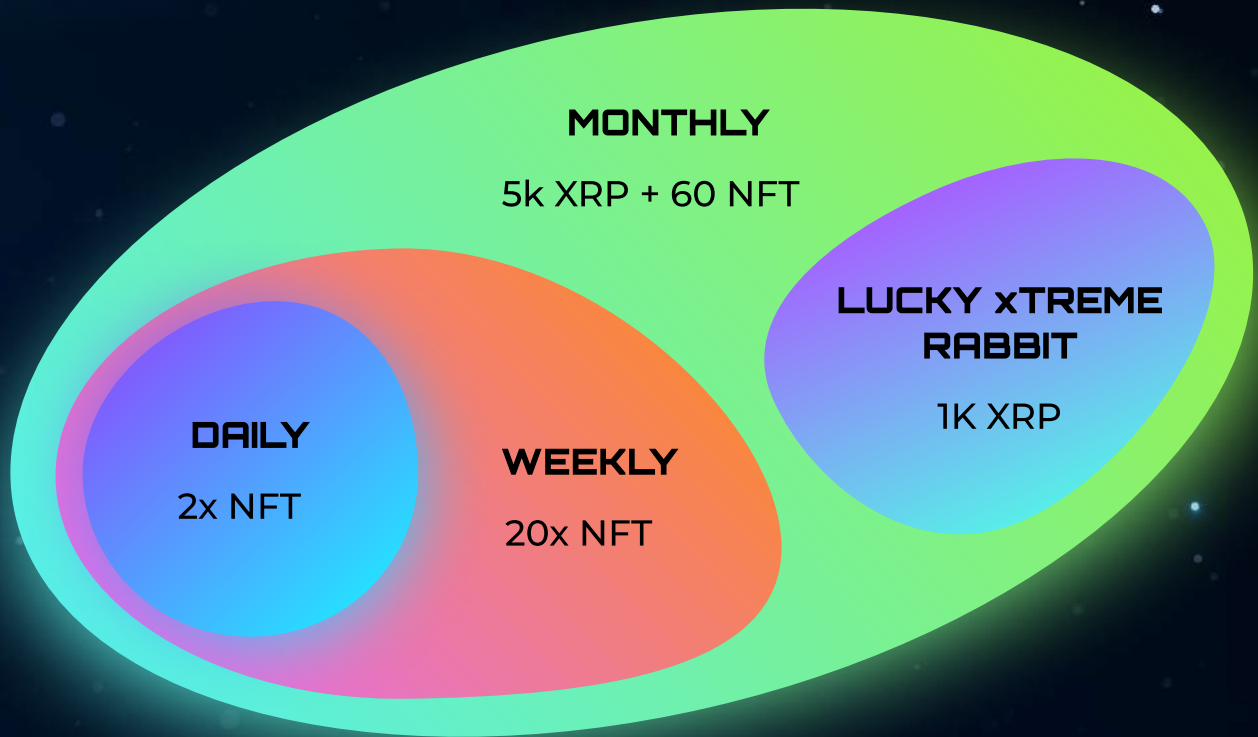 MONTHLY
5k XRP + 60 NFT
LUCKY xTREME
RABBIT
1K XRP
DAILY
2x NFT
WEEKLY
20x NFT